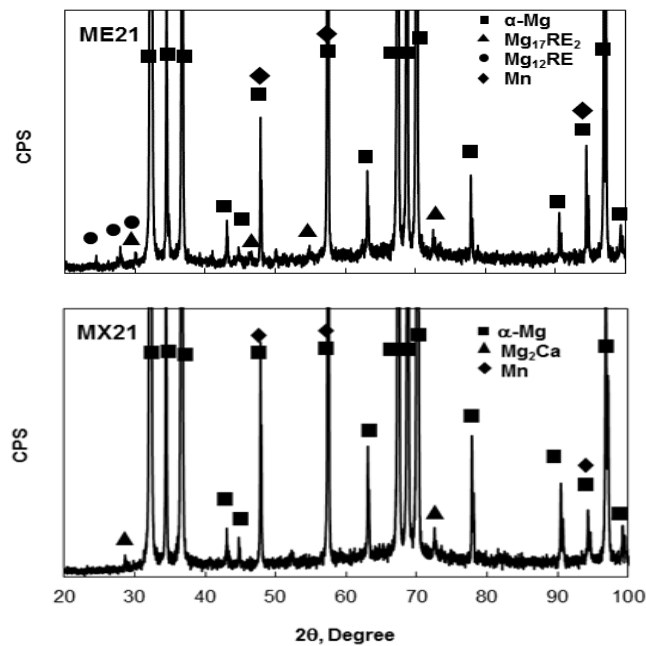 ME21
α-Mg
Mg₁₇RE₂
Mg₁₂RE
Mn
CPS
MX21
α-Mg
Mg₂Ca
Mn
CPS
20 30 40 50 60 70 80 90 100
2θ, Degree